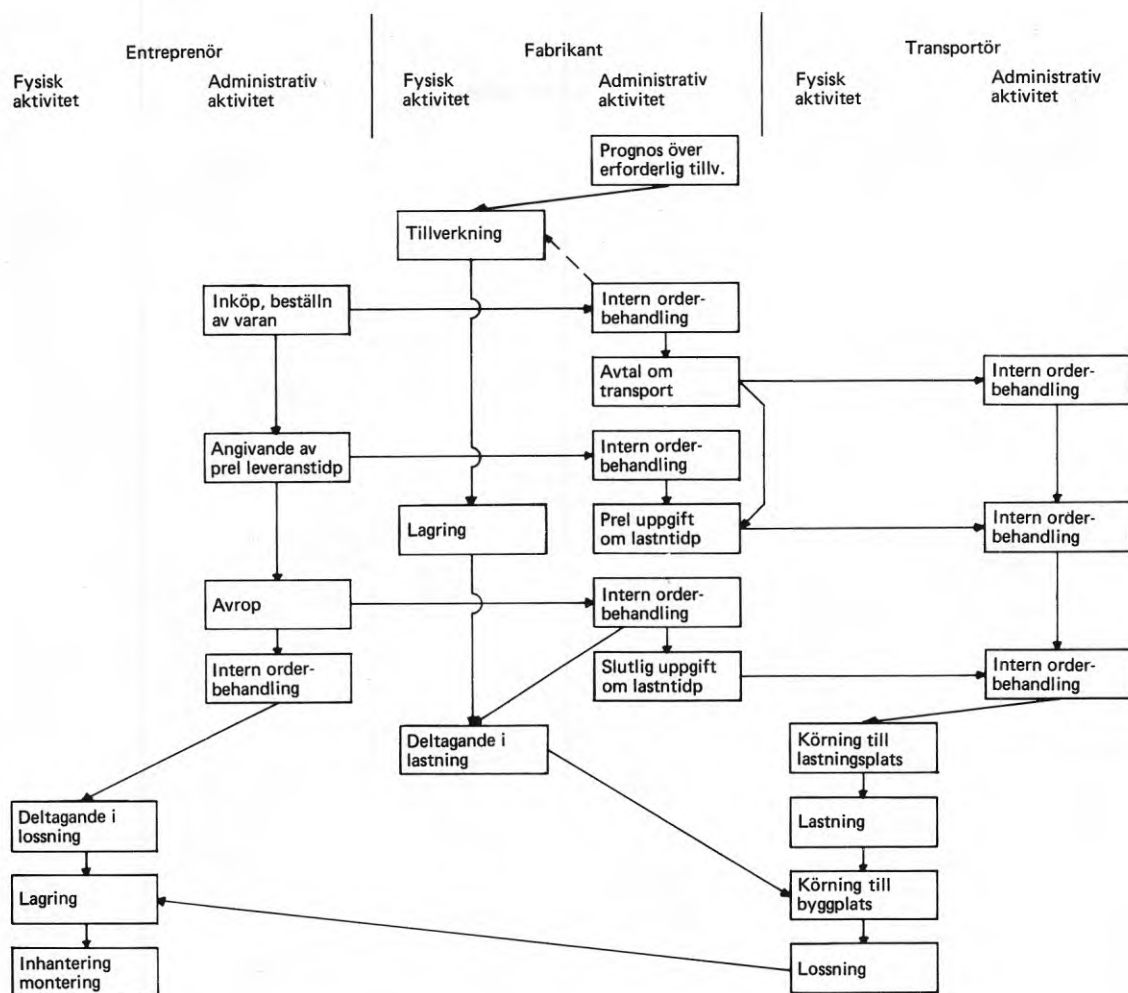 Entreprenör
Fabrikant
Transportör
Fysisk
aktivitet
Administrativ
aktivitet
Fysisk
aktivitet
Administrativ
aktivitet
Fysisk
aktivitet
Administrativ
aktivitet
Prognos över
erforderlig tillv.
Tillverkning
Inköp, beställn
av varan
Intern order-
behandling
Avtal om
transport
Intern order-
behandling
Angivande av
prel leveranstidp
Intern order-
behandling
Lagring
Prel uppgift
om lastntidp
Intern order-
behandling
Avrop
Intern order-
behandling
Intern order-
behandling
Slutlig uppgift
om lastntidp
Intern order-
behandling
Deltagande i
lastning
Körning till
lastningsplats
Deltagande i
lossning
Lastning
Lagring
Körning till
byggplats
Inhantering
montering
Lossning